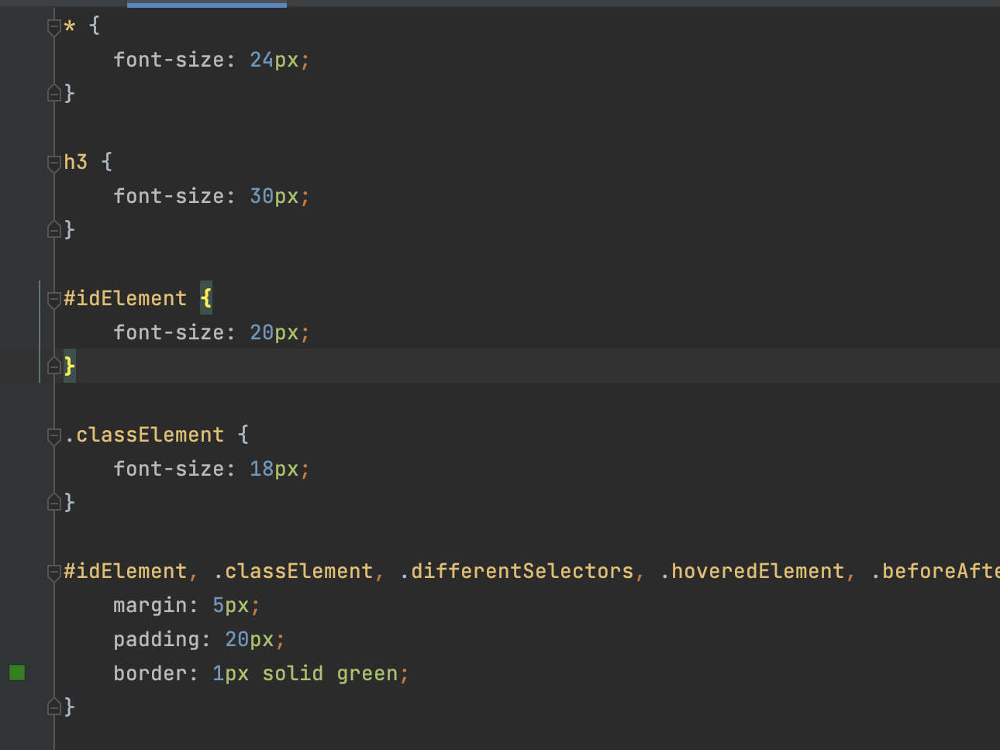 * {
    font-size: 24px;
}
h3 {
    font-size: 30px;
}
#idElement {
    font-size: 20px;
}
.classElement {
    font-size: 18px;
}
#idElement, .classElement, .differentSelectors, .hoveredElement, .beforeAfte
    margin: 5px;
    padding: 20px;
    border: 1px solid green;
}